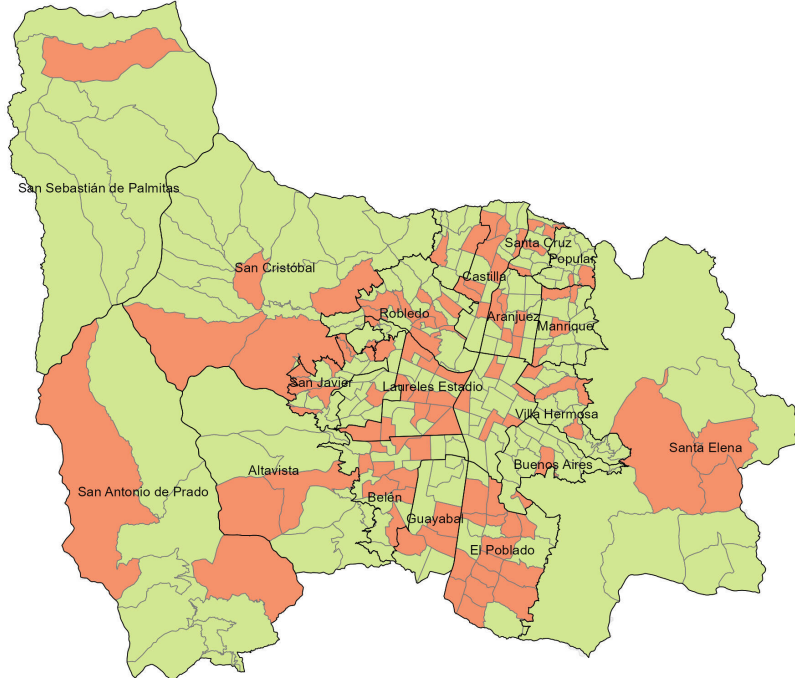 San Sebastián de Palmitas
San Cristóbal
Santa Cruz
Popular
Castilla
Robledo
Aranjuez
Manrique
San Javier
Laureles Estadio
Villa Hermosa
Santa Elena
Buenos Aires
Altavista
San Antonio de Prado
Belén
Guayabal
El Poblado